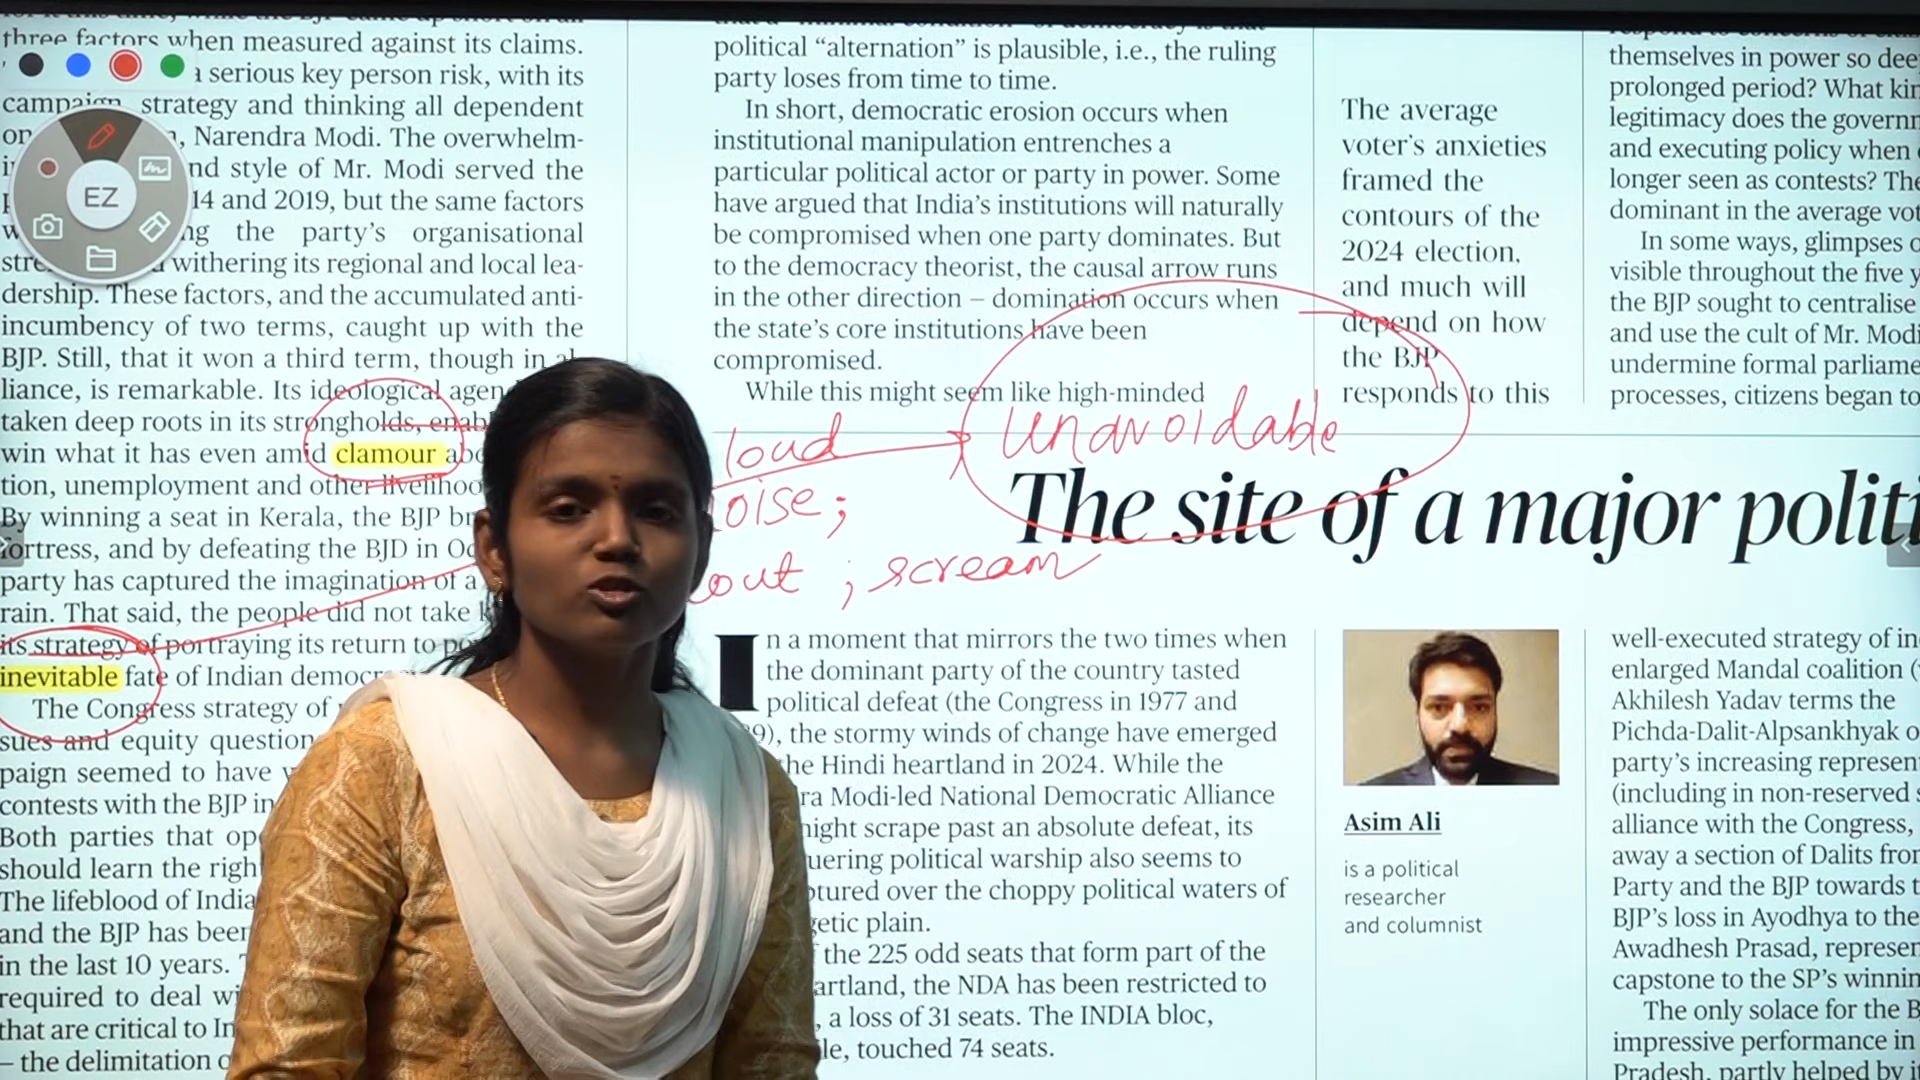 three factors when measured against its claims.
a serious key person risk, with its
campaign, strategy and thinking all dependent
on , Narendra Modi. The overwhelm-
nd style of Mr. Modi served the
14 and 2019, but the same factors
ng the party's organisational
withering its regional and local lea-
dership. These factors, and the accumulated anti-
incumbency of two terms, caught up with the
BJP. Still, that it won a third term, though in al
liance, is remarkable. Its ideological agen
taken deep roots in its strongholds, enabl
win what it has even amid clamour abo
tion, unemployment and other livelihoo
By winning a seat in Kerala, the BJP br
fortress, and by defeating the BJD in Od
party has captured the imagination of a
rain. That said, the people did not take k
its strategy of portraying its return to po
inevitable fate of Indian democr
The Congress strategy of
sues and equity question
paign seemed to have
contests with the BJP in
Both parties that op
should learn the right
The lifeblood of India
and the BJP has been
in the last 10 years.
required to deal wi
that are critical to In
– the delimitation o
EZ
political “alternation” is plausible, i.e., the ruling
party loses from time to time.
In short, democratic erosion occurs when
institutional manipulation entrenches a
particular political actor or party in power. Some
have argued that India's institutions will naturally
be compromised when one party dominates. But
to the democracy theorist, the causal arrow runs
in the other direction – domination occurs when
the state's core institutions have been
compromised.
While this might seem like high-minded
The average
voter's anxieties
framed the
contours of the
2024 election,
and much will
depend on how
the BJP
responds to this
themselves in power so dee
prolonged period? What kin
legitimacy does the governm
and executing policy when
longer seen as contests? The
dominant in the average vot
In some ways, glimpses o
visible throughout the five y
the BJP sought to centralise
and use the cult of Mr. Modi
undermine formal parliame
processes, citizens began to
loud unavoidable
oise;
out ; scream
The site of a major politi
In a moment that mirrors the two times when
the dominant party of the country tasted
political defeat (the Congress in 1977 and
9), the stormy winds of change have emerged
he Hindi heartland in 2024. While the
ra Modi-led National Democratic Alliance
night scrape past an absolute defeat, its
uering political warship also seems to
ptured over the choppy political waters of
getic plain.
the 225 odd seats that form part of the
artland, the NDA has been restricted to
, a loss of 31 seats. The INDIA bloc,
le, touched 74 seats.
Asim Ali
is a political
researcher
and columnist
well-executed strategy of in
enlarged Mandal coalition (
Akhilesh Yadav terms the
Pichda-Dalit-Alpsankhyak o
party's increasing represen
(including in non-reserved s
alliance with the Congress,
away a section of Dalits from
Party and the BJP towards t
BJP's loss in Ayodhya to the
Awadhesh Prasad, represen
capstone to the SP's winnin
The only solace for the B
impressive performance in
Pradesh, partly helped by i